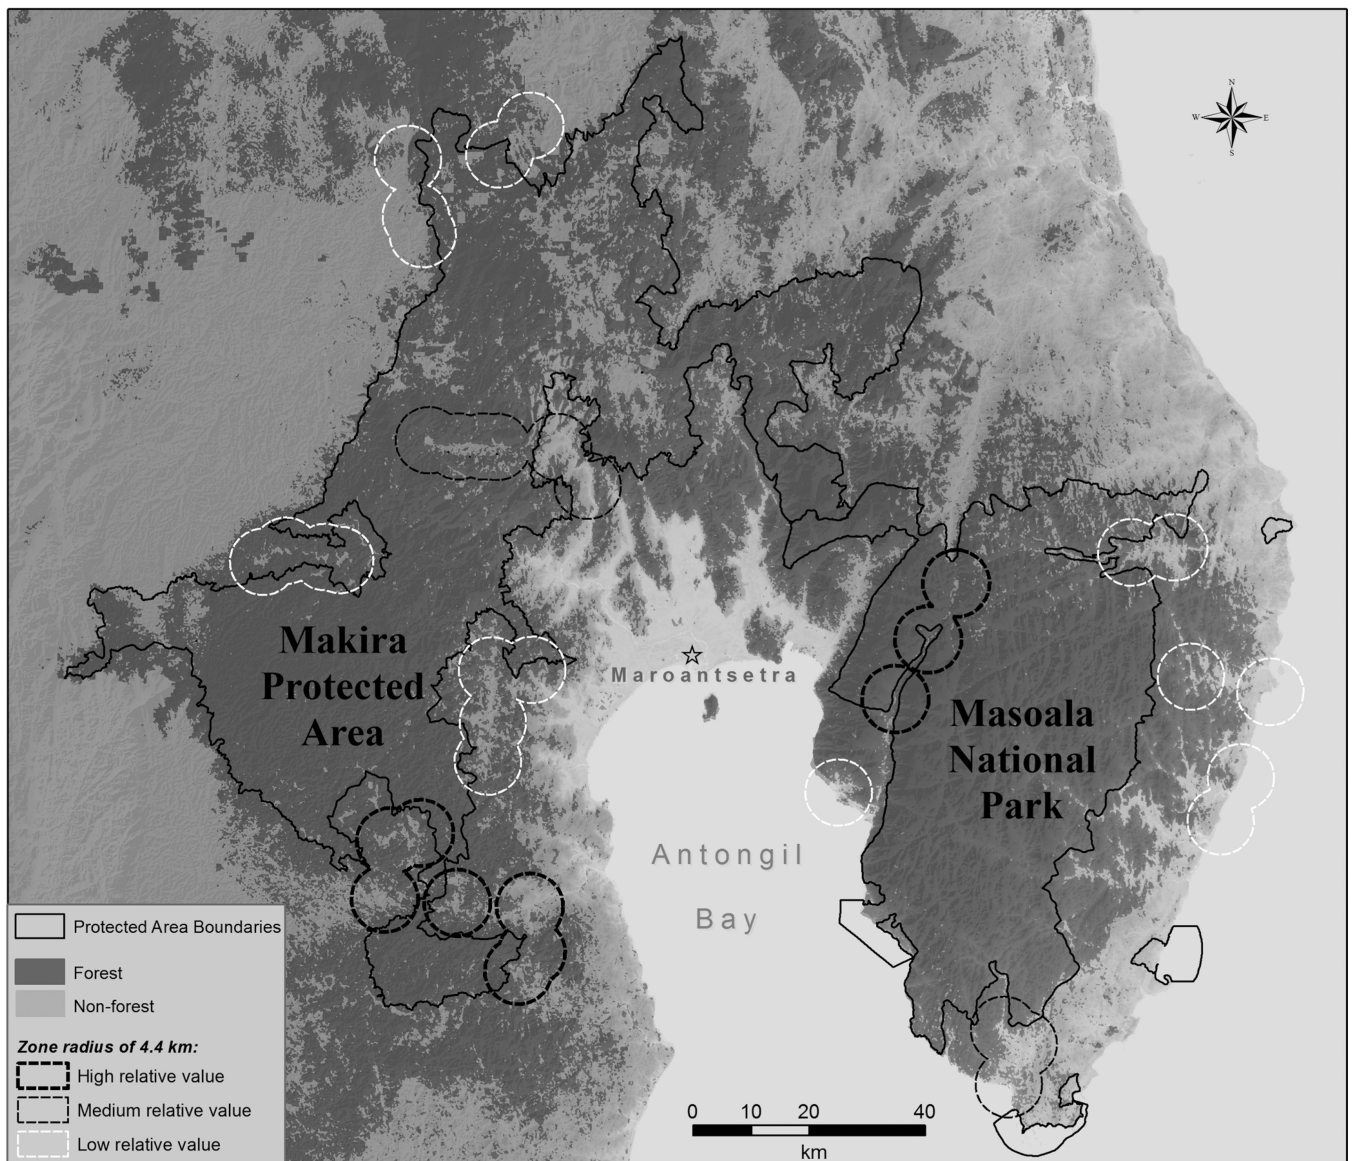 N
W E
S
Makira
Protected
Area
Maroantsetra
Masoala
National
Park
Antongil
Bay
Protected Area Boundaries
Forest
Non-forest
Zone radius of 4.4 km:
High relative value
Medium relative value
Low relative value
0 10 20 40
km